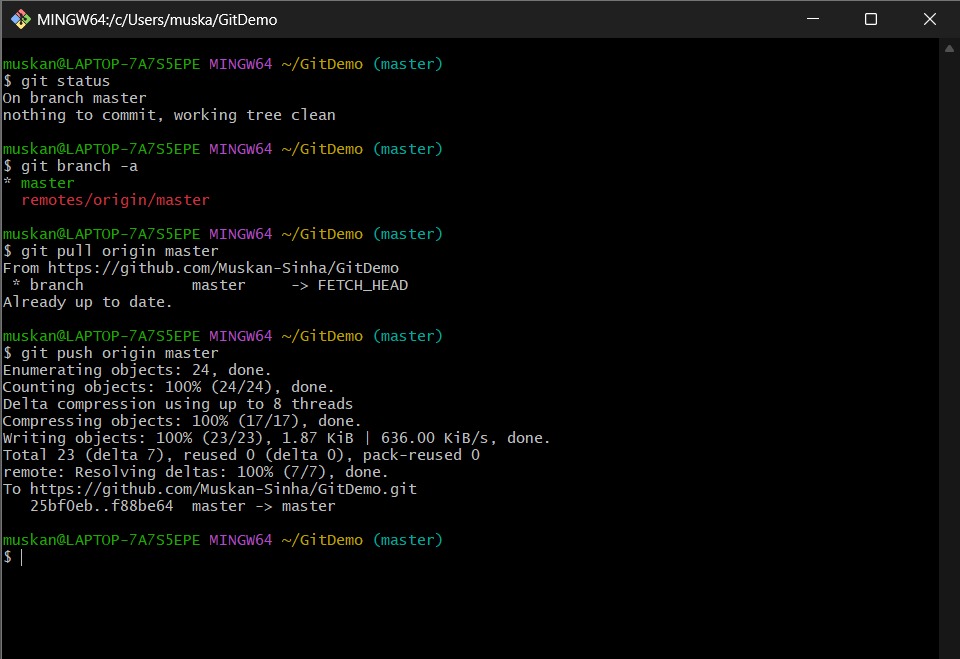 MINGW64:/c/Users/muska/GitDemo
muskan@LAPTOP-7A7S5EPE MINGW64 ~/GitDemo (master)
$ git status
On branch master
nothing to commit, working tree clean
muskan@LAPTOP-7A7S5EPE MINGW64 ~/GitDemo (master)
$ git branch -a
* master
  remotes/origin/master
muskan@LAPTOP-7A7S5EPE MINGW64 ~/GitDemo (master)
$ git pull origin master
From https://github.com/Muskan-Sinha/GitDemo
 * branch            master     -> FETCH_HEAD
Already up to date.
muskan@LAPTOP-7A7S5EPE MINGW64 ~/GitDemo (master)
$ git push origin master
Enumerating objects: 24, done.
Counting objects: 100% (24/24), done.
Delta compression using up to 8 threads
Compressing objects: 100% (17/17), done.
Writing objects: 100% (23/23), 1.87 KiB | 636.00 KiB/s, done.
Total 23 (delta 7), reused 0 (delta 0), pack-reused 0
remote: Resolving deltas: 100% (7/7), done.
To https://github.com/Muskan-Sinha/GitDemo.git
   25bf0eb..f88be64  master -> master
muskan@LAPTOP-7A7S5EPE MINGW64 ~/GitDemo (master)
$